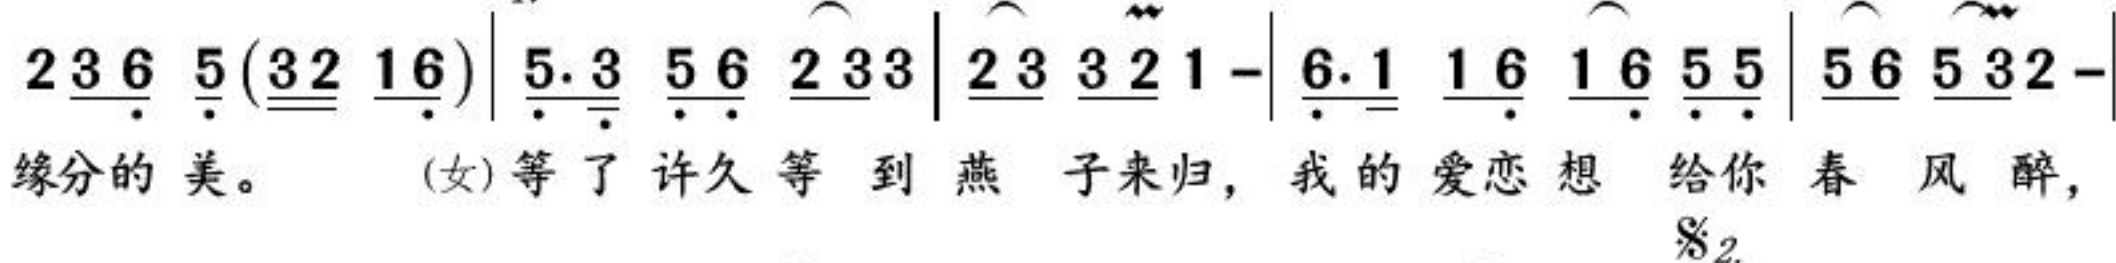 2 3 6 5 (3 2 1 6) | 5. 3 5 6 2 3 3 | 2 3 3 2 1 – | 6. 1 1 6 1 6 5 5 | 5 6 5 3 2 – |
缘分的 美。 (女) 等 了 许久 等 到 燕 子来归, 我 的 爱恋 想 给你 春 风 醉,
𝄋 2.